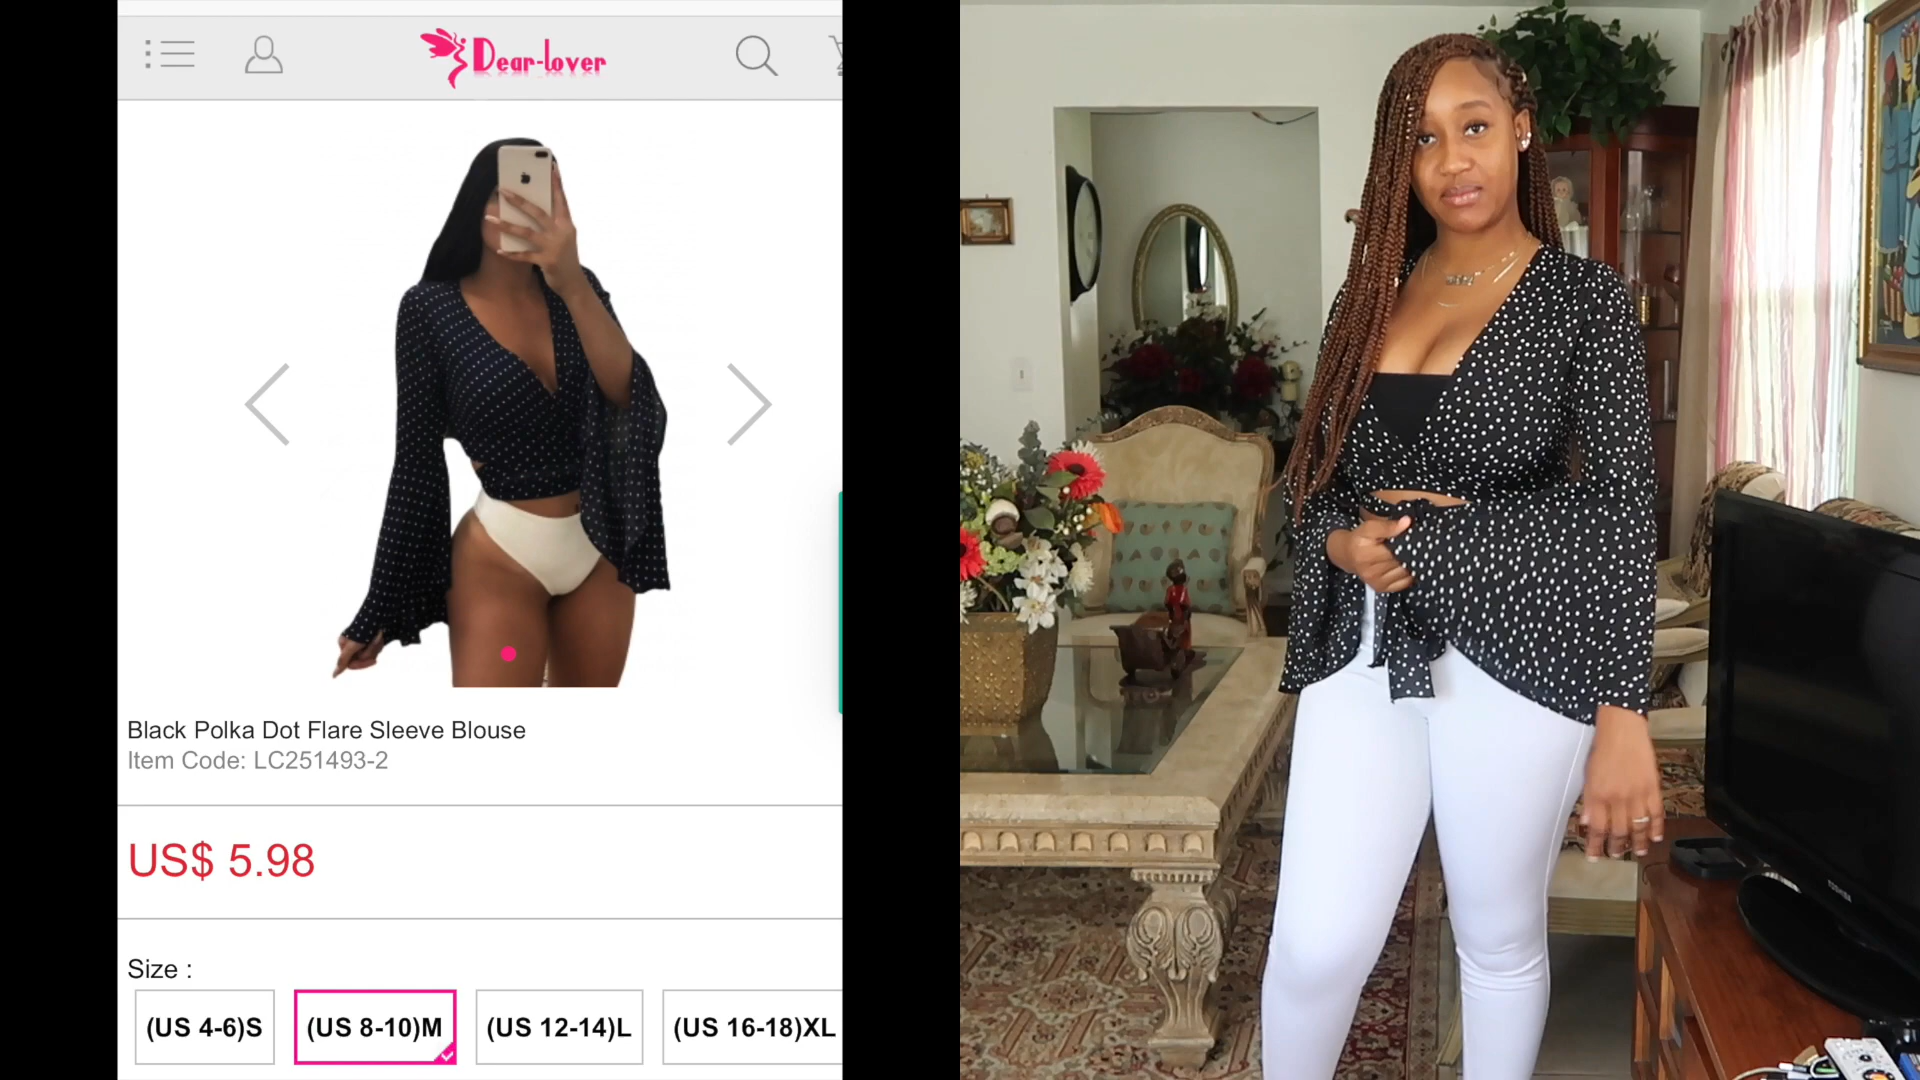 Dear-lover
Black Polka Dot Flare Sleeve Blouse
Item Code: LC251493-2
US$ 5.98
Size :
(US 4-6)S
(US 8-10)M
(US 12-14)L
(US 16-18)XL
TOSHIBA